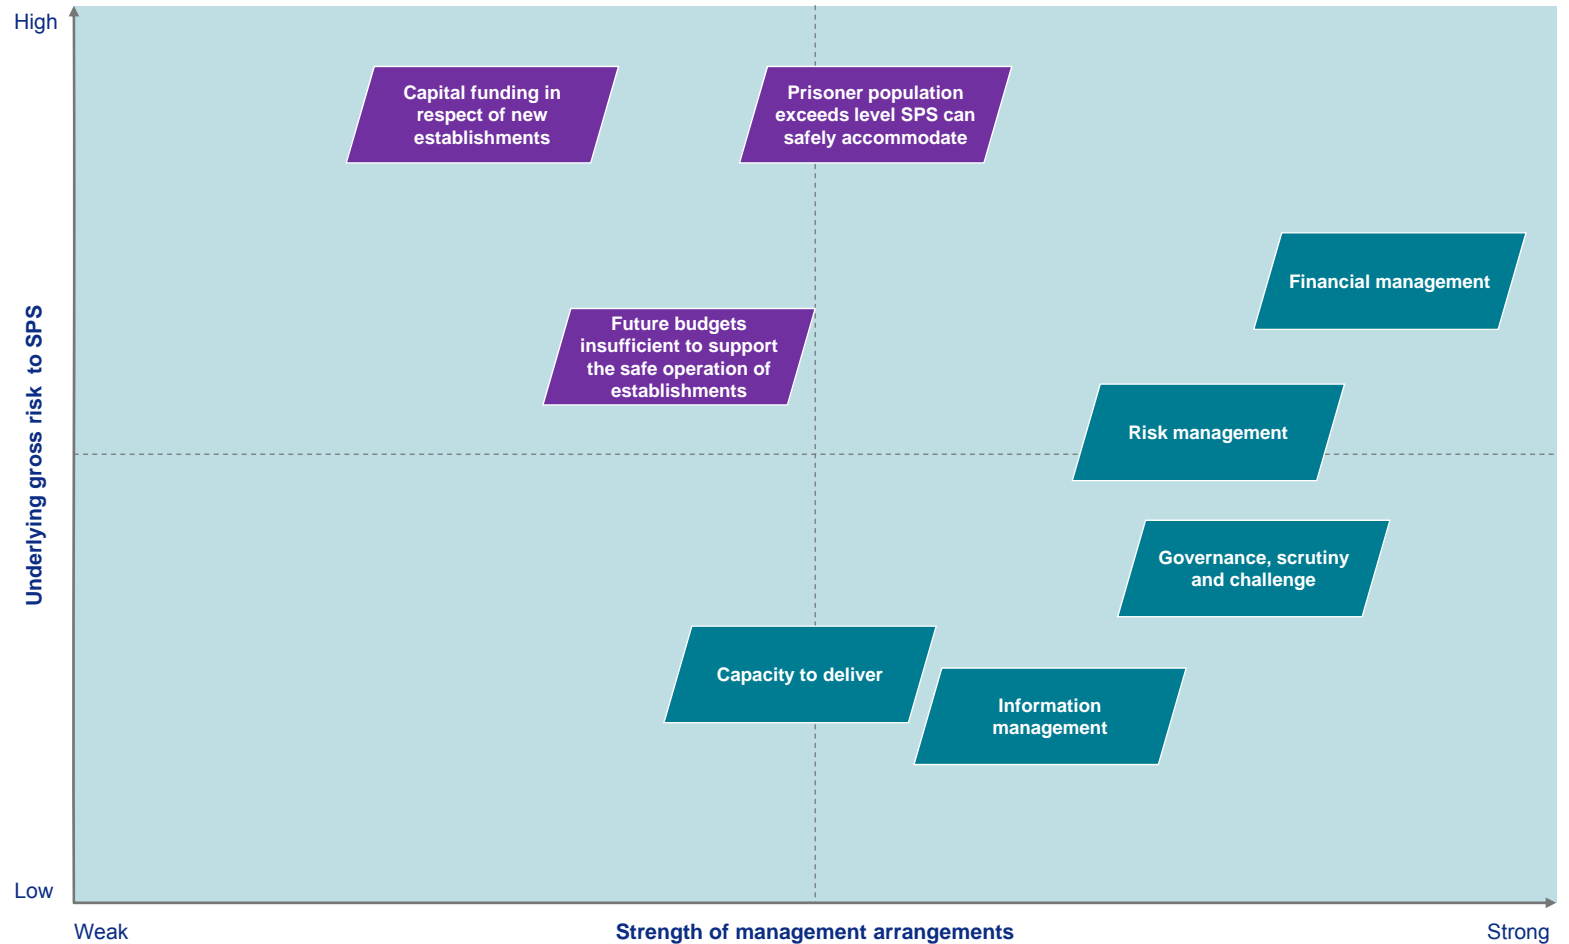 High
Capital funding in
respect of new
establishments
Prisoner population
exceeds level SPS can
safely accommodate
Financial management
Future budgets
insufficient to support
the safe operation of
establishments
Risk management
Underlying gross risk to SPS
Governance, scrutiny
and challenge
Capacity to deliver
Information
management
Low
Weak
Strength of management arrangements
Strong